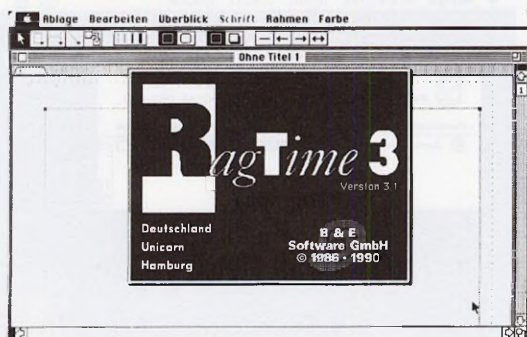 Ablage Bearbeiten Überblick Schrift Rahmen Farbe
Ohne Titel 1
1
RagTime 3
Version 3.1
Deutschland
Unicorn
Hamburg
B & E
Software GmbH
© 1986 - 1990